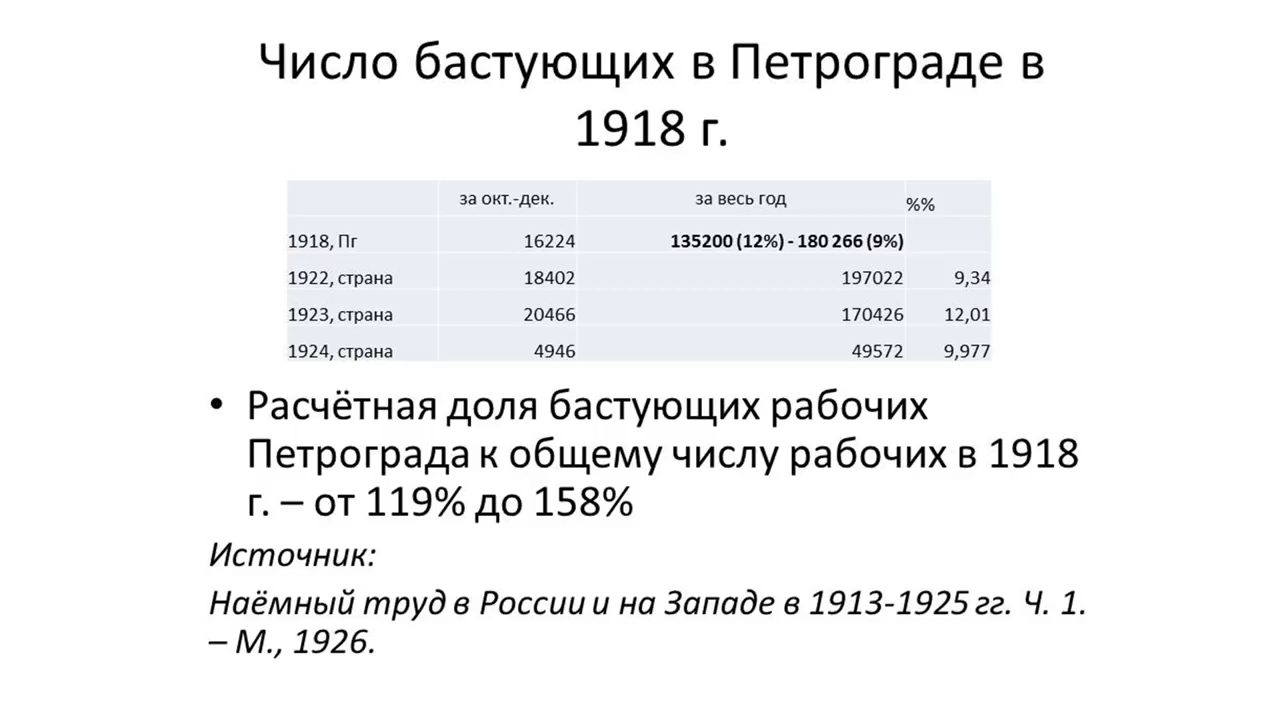 Число бастующих в Петрограде в
1918 г.
за окт.-дек. за весь год %%
1918, Пг 16224 135200 (12%) - 180 266 (9%)
1922, страна 18402 197022 9,34
1923, страна 20466 170426 12,01
1924, страна 4946 49572 9,977
• Расчётная доля бастующих рабочих
Петрограда к общему числу рабочих в 1918
г. – от 119% до 158%
Источник:
Наёмный труд в России и на Западе в 1913-1925 гг. Ч. 1.
– М., 1926.